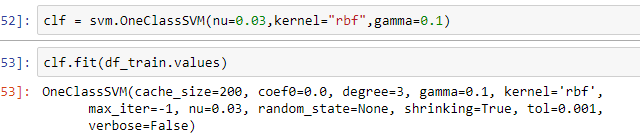 52]: clf = svm.OneClassSVM(nu=0.03,kernel="rbf",gamma=0.1)
53]: clf.fit(df_train.values)
53]: OneClassSVM(cache_size=200, coef0=0.0, degree=3, gamma=0.1, kernel='rbf',
max_iter=-1, nu=0.03, random_state=None, shrinking=True, tol=0.001,
verbose=False)